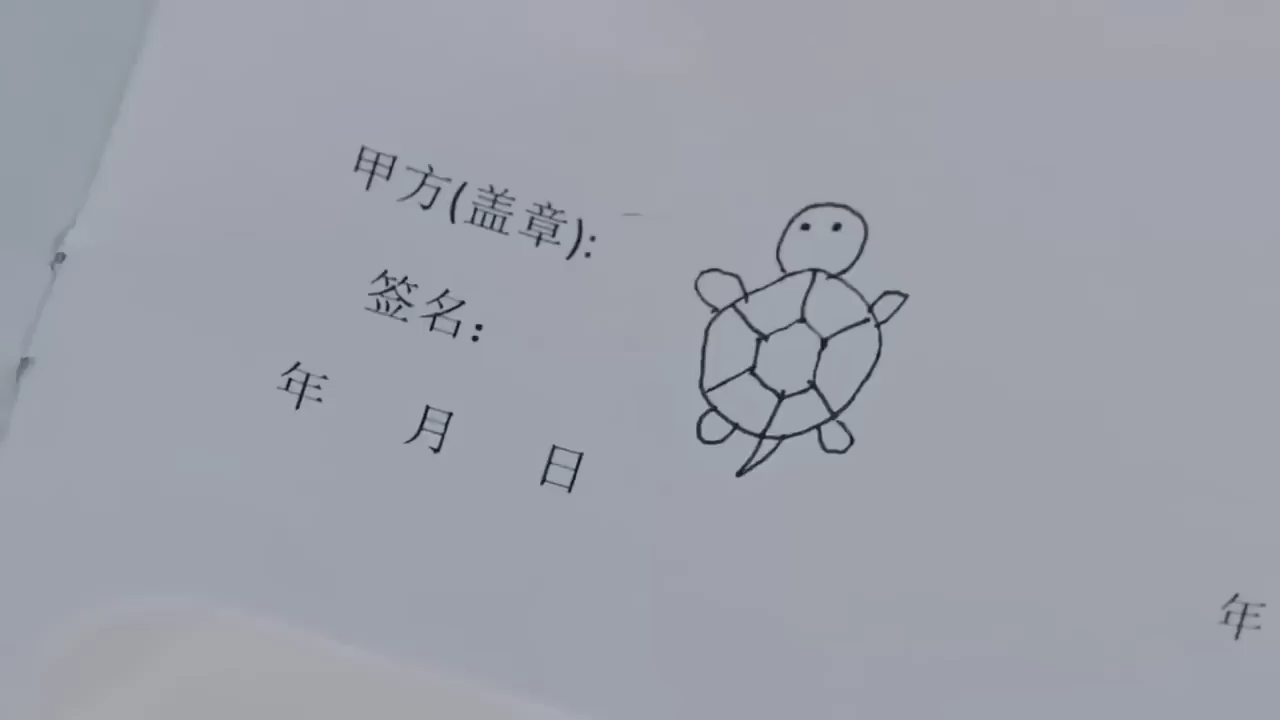 甲方(盖章):
签名:
年 月 日
年